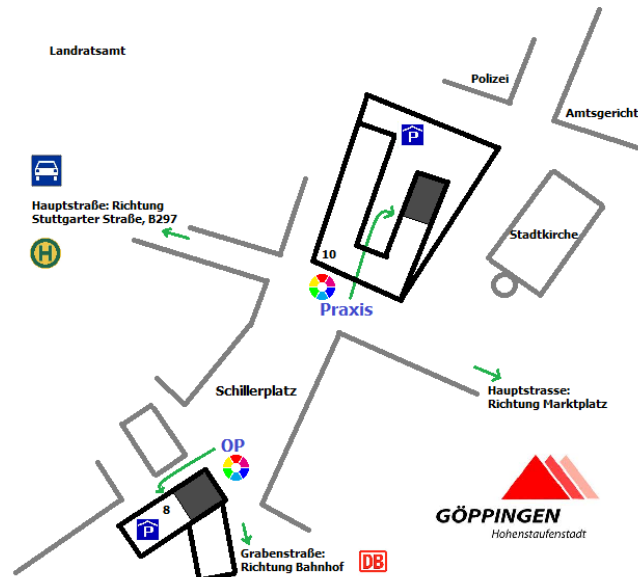 Landratsamt
Polizei
Amtsgericht
P
Hauptstraße: Richtung
Stuttgarter Straße, B297
H
Stadtkirche
10
Praxis
Schillerplatz
Hauptstrasse:
Richtung Marktplatz
OP
8
P
GÖPPINGEN
Hohenstaufenstadt
Grabenstraße:
Richtung Bahnhof
DB